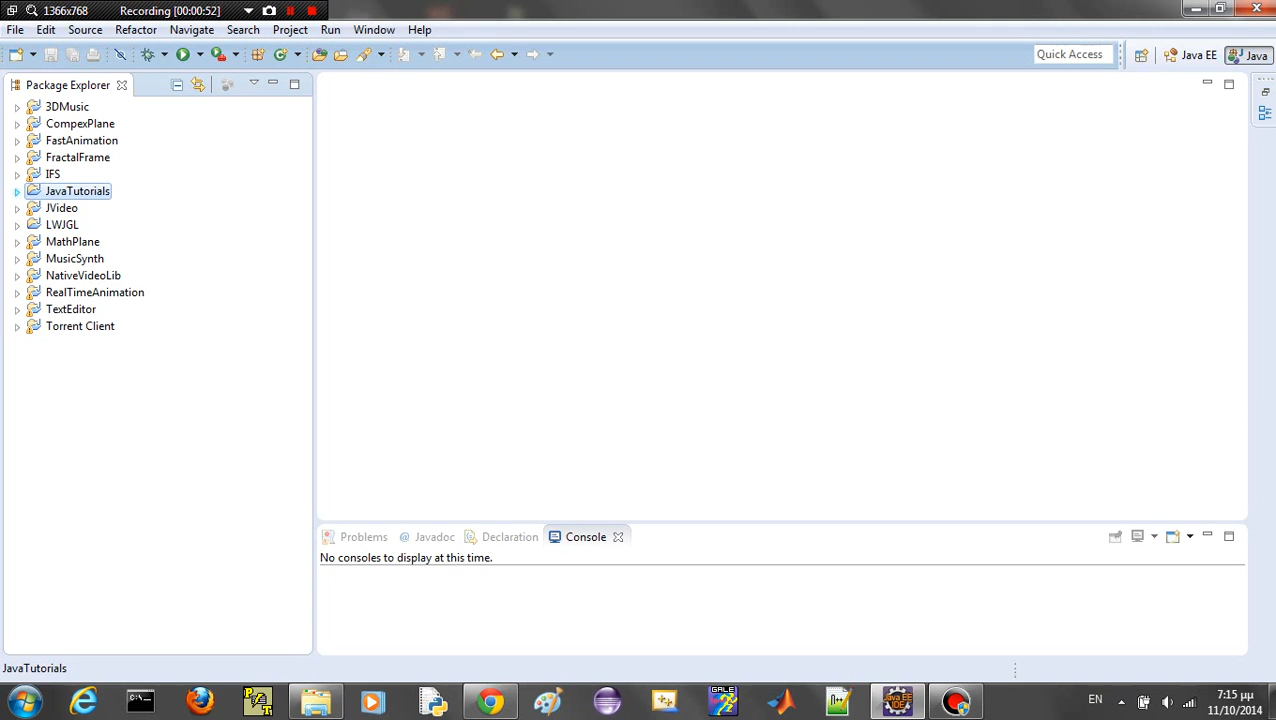 1366x768 Recording [00:00:52]
File Edit Source Refactor Navigate Search Project Run Window Help
Quick Access Java EE Java
Package Explorer
3DMusic
CompexPlane
FastAnimation
FractalFrame
IFS
JavaTutorials
JVideo
LWJGL
MathPlane
MusicSynth
NativeVideoLib
RealTimeAnimation
TextEditor
Torrent Client
Problems @ Javadoc Declaration Console
No consoles to display at this time.
JavaTutorials
EN 7:15 μμ
11/10/2014